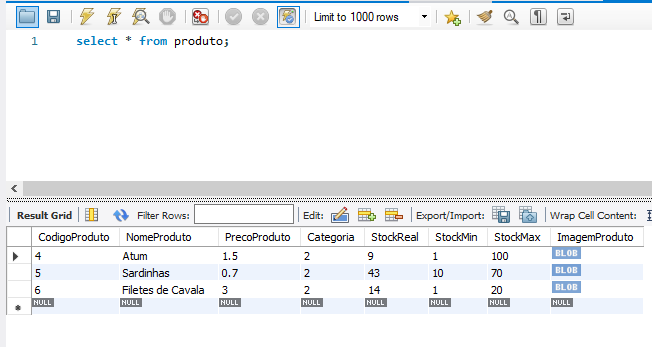 Limit to 1000 rows
1 select * from produto;
Result Grid Filter Rows: Edit: Export/Import: Wrap Cell Content:
CodigoProduto NomeProduto PrecoProduto Categoria StockReal StockMin StockMax ImagemProduto
4 Atum 1.5 2 9 1 100 BLOB
5 Sardinhas 0.7 2 43 10 70 BLOB
6 Filetes de Cavala 3 2 14 1 20 BLOB
NULL NULL NULL NULL NULL NULL NULL NULL